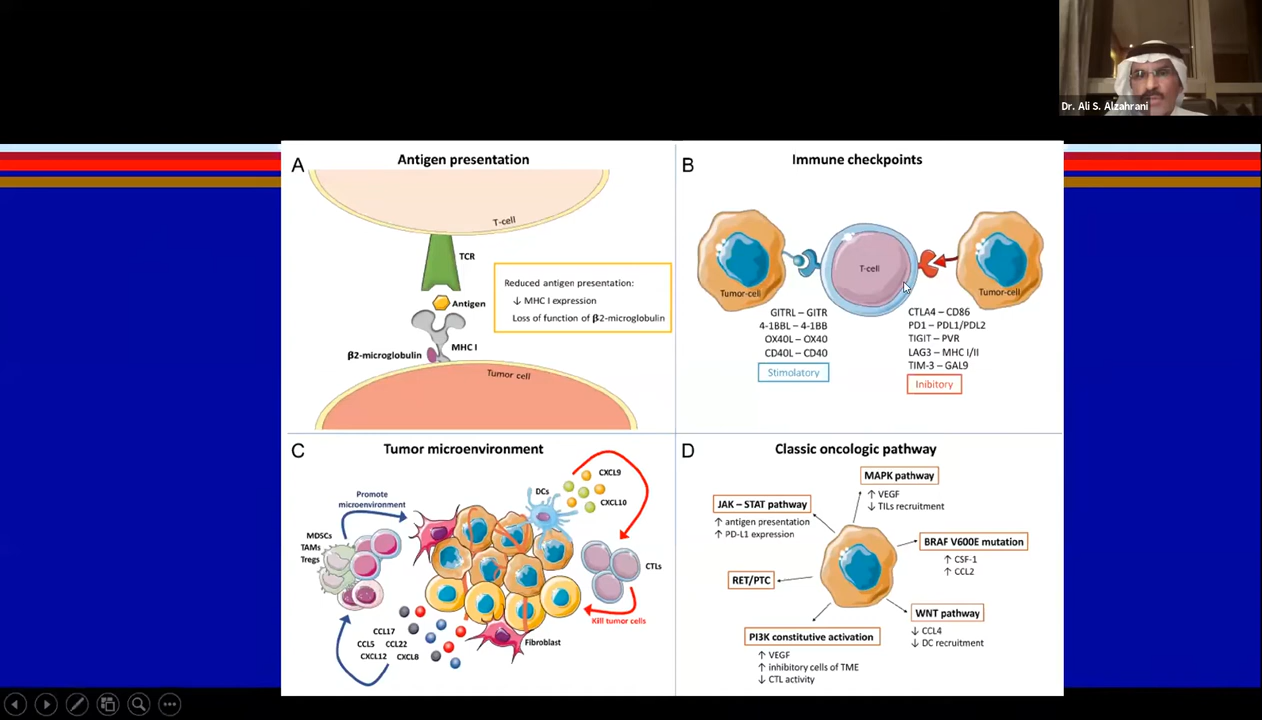 Dr. Ali S. Alzahrani
A
Antigen presentation
T-cell
TCR
Antigen
MHC I
β2-microglobulin
Tumor cell
Reduced antigen presentation:
↓ MHC I expression
Loss of function of β2-microglobulin
B
Immune checkpoints
Tumor-cell
T-cell
Tumor-cell
GITRL – GITR
4-1BBL – 4-1BB
OX40L – OX40
CD40L – CD40
Stimolatory
CTLA4 – CD86
PD1 – PDL1/PDL2
TIGIT – PVR
LAG3 – MHC I/II
TIM-3 – GAL9
Inibitory
C
Tumor microenvironment
Promote
microenvironment
MDSCs
TAMs
Tregs
DCs
CXCL9
CXCL10
CTLs
Kill tumor cells
Fibroblast
CCL17
CCL5 CCL22
CXCL12 CXCL8
D
Classic oncologic pathway
MAPK pathway
↑ VEGF
↓ TILs recruitment
JAK – STAT pathway
↑ antigen presentation
↑ PD-L1 expression
BRAF V600E mutation
↑ CSF-1
↑ CCL2
RET/PTC
WNT pathway
↓ CCL4
↓ DC recruitment
PI3K constitutive activation
↑ VEGF
↑ inhibitory cells of TME
↓ CTL activity